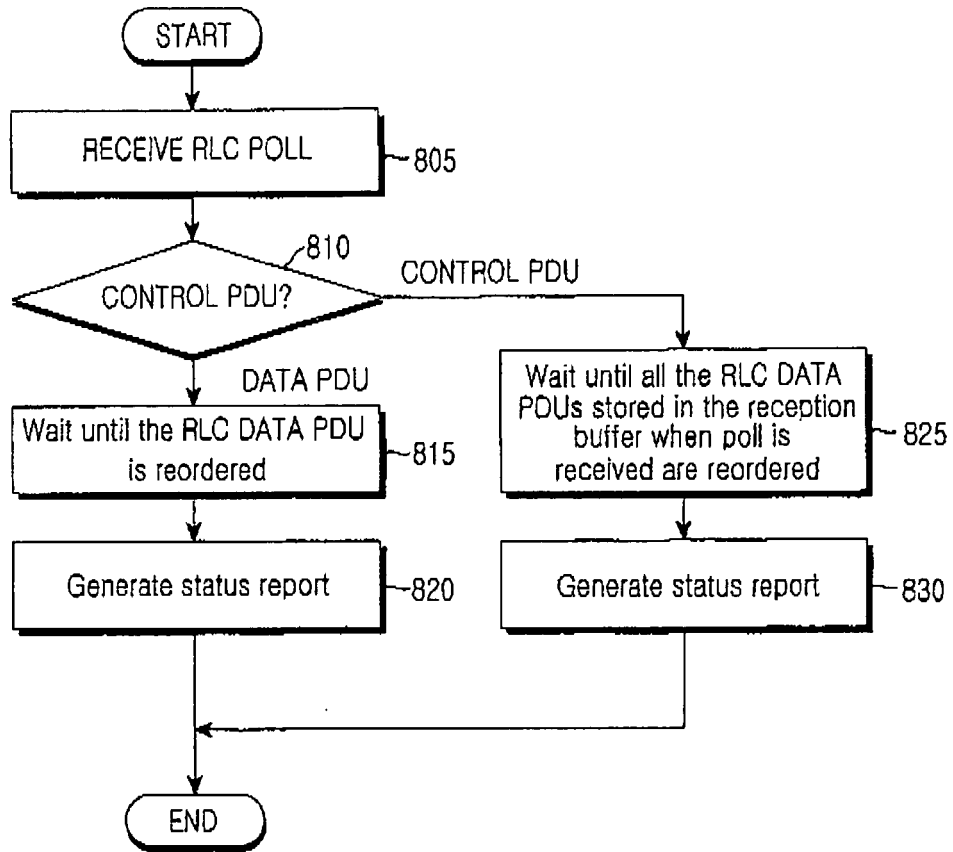 START
RECEIVE RLC POLL
805
810
CONTROL PDU?
CONTROL PDU
DATA PDU
Wait until the RLC DATA PDU
is reordered
815
Wait until all the RLC DATA
PDUs stored in the reception
buffer when poll is
received are reordered
825
Generate status report
820
Generate status report
830
END